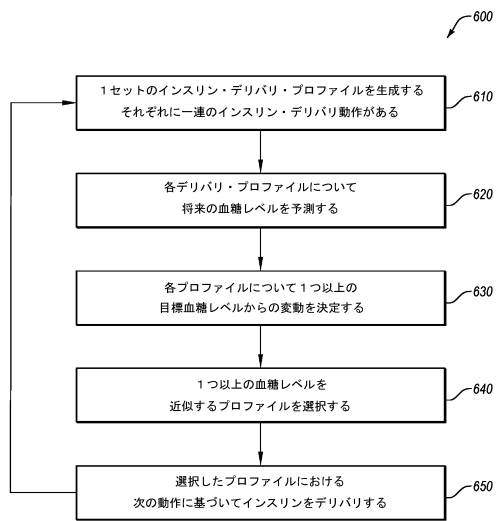 600
1セットのインスリン・デリバリ・プロファイルを生成する
それぞれに一連のインスリン・デリバリ動作がある
610
各デリバリ・プロファイルについて
将来の血糖レベルを予測する
620
各プロファイルについて1つ以上の
目標血糖レベルからの変動を決定する
630
1つ以上の血糖レベルを
近似するプロファイルを選択する
640
選択したプロファイルにおける
次の動作に基づいてインスリンをデリバリする
650